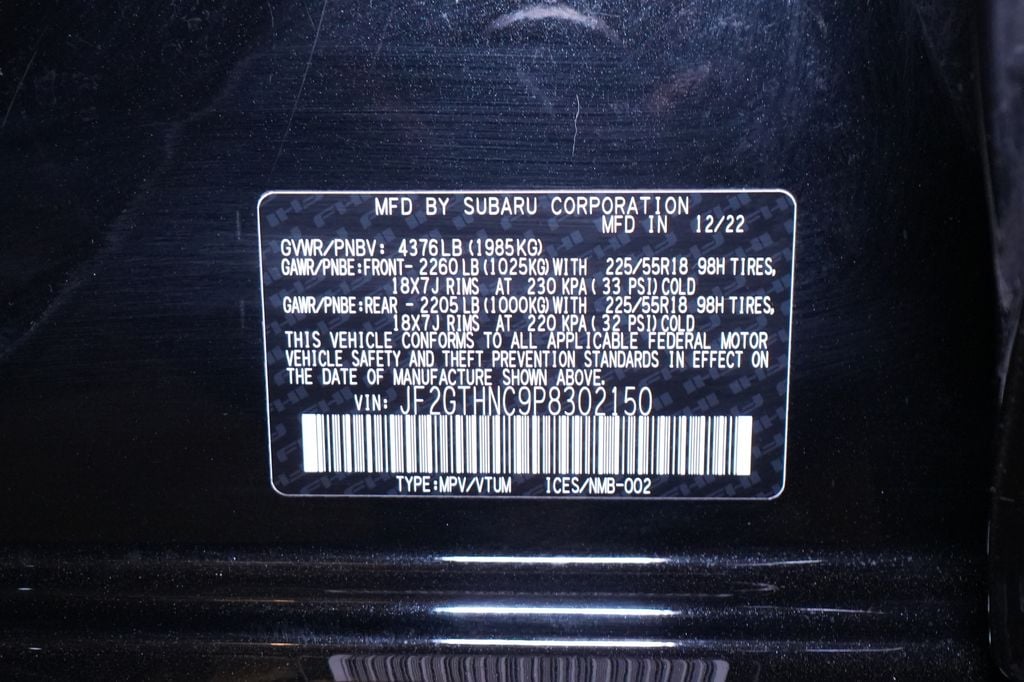 MFD BY SUBARU CORPORATION
MFD IN 12/22
GVWR/PNBV: 4376LB(1985KG)
GAWR/PNBE:FRONT- 2260LB(1025KG)WITH 225/55R18 98H TIRES,
18X7J RIMS AT 230 KPA( 33 PSI)COLD
GAWR/PNBE:REAR - 2205LB(1000KG)WITH 225/55R18 98H TIRES,
18X7J RIMS AT 220 KPA( 32 PSI)COLD
THIS VEHICLE CONFORMS TO ALL APPLICABLE FEDERAL MOTOR
VEHICLE SAFETY AND THEFT PREVENTION STANDARDS IN EFFECT ON
THE DATE OF MANUFACTURE SHOWN ABOVE.
VIN: JF2GTHNC9P8302150
TYPE:MPV/VTUM ICES/NMB-002